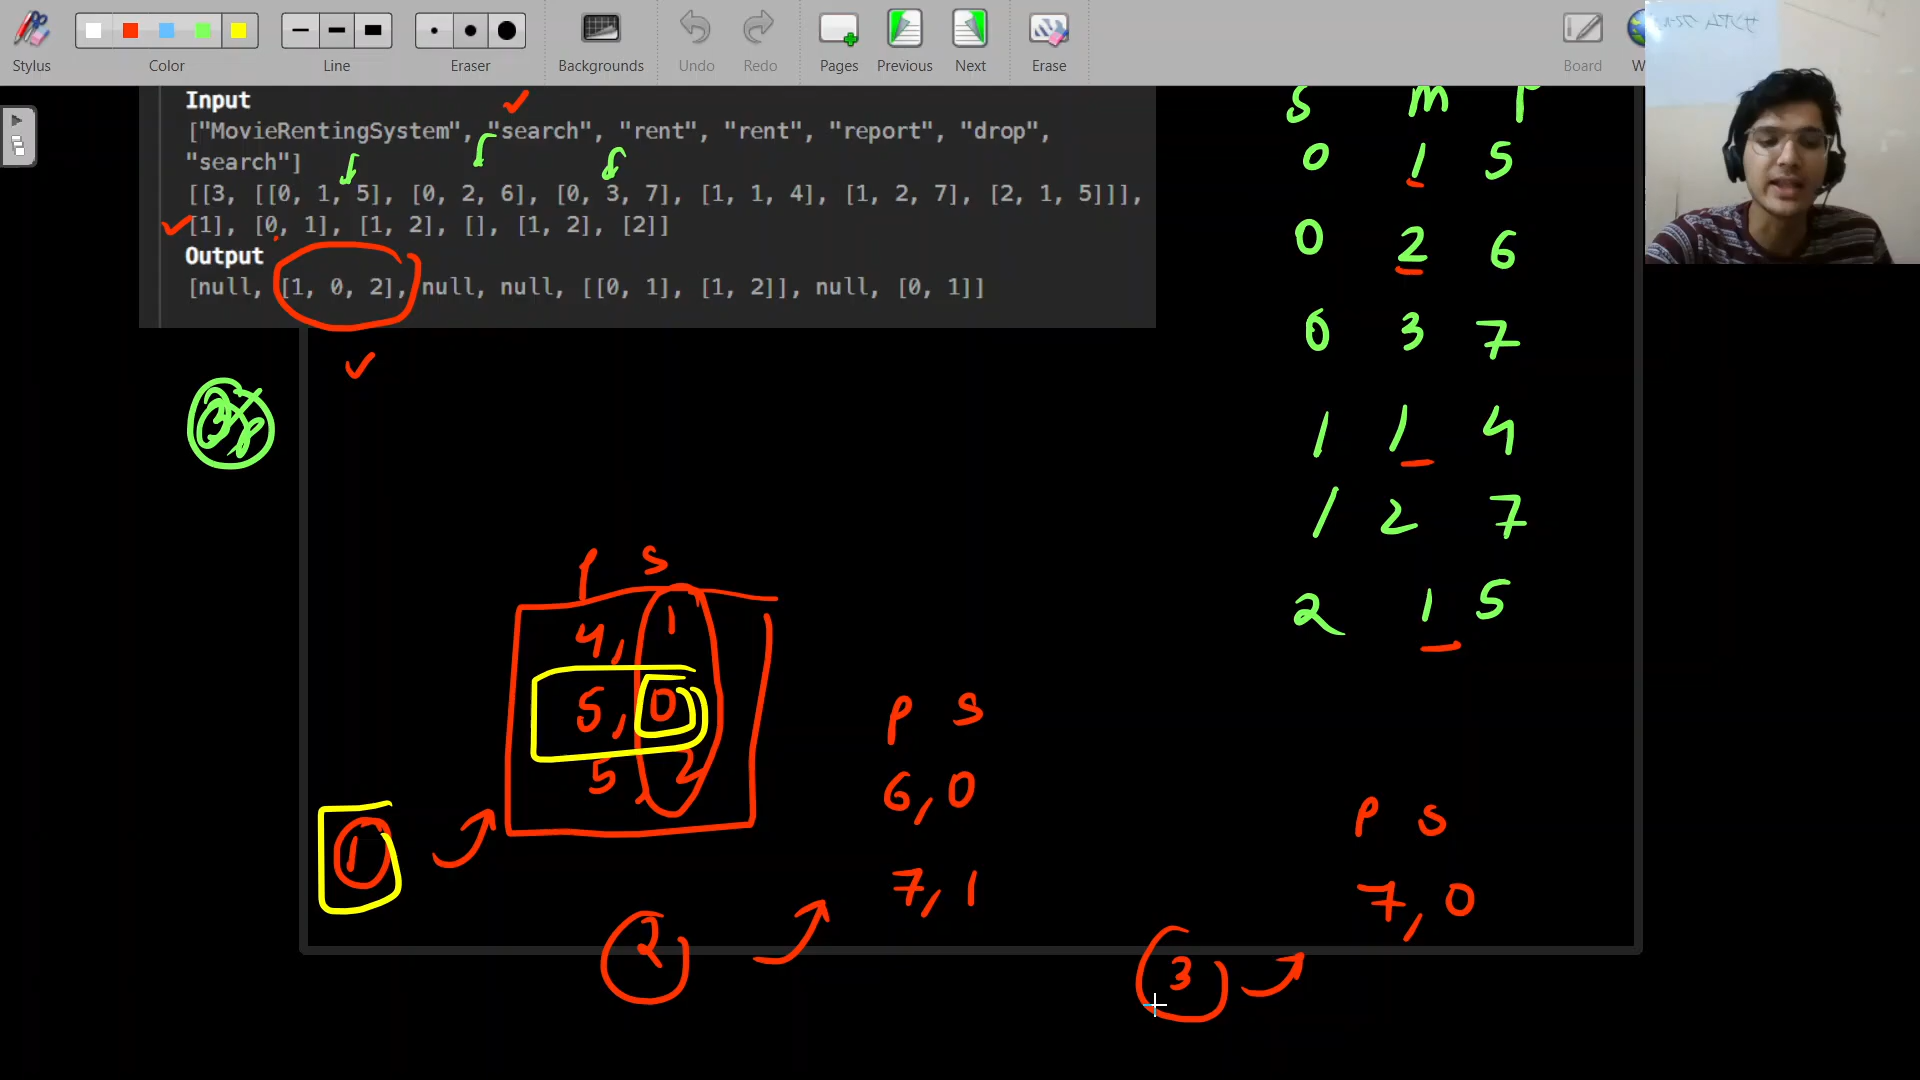 Stylus Color Line Eraser Backgrounds Undo Redo Pages Previous Next Erase Board W
Input
["MovieRentingSystem", "search", "rent", "rent", "report", "drop",
"search"]
[[3, [[0, 1, 5], [0, 2, 6], [0, 3, 7], [1, 1, 4], [1, 2, 7], [2, 1, 5]]],
[1], [0, 1], [1, 2], [], [1, 2], [2]]
Output
[null, [1, 0, 2], null, null, [[0, 1], [1, 2]], null, [0, 1]]
s m p
0 1 5
0 2 6
0 3 7
1 1 4
1 2 7
2 1 5
p s
4, 1
5, 0
5, 2
1
p s
6, 0
7, 1
2
p s
7, 0
3